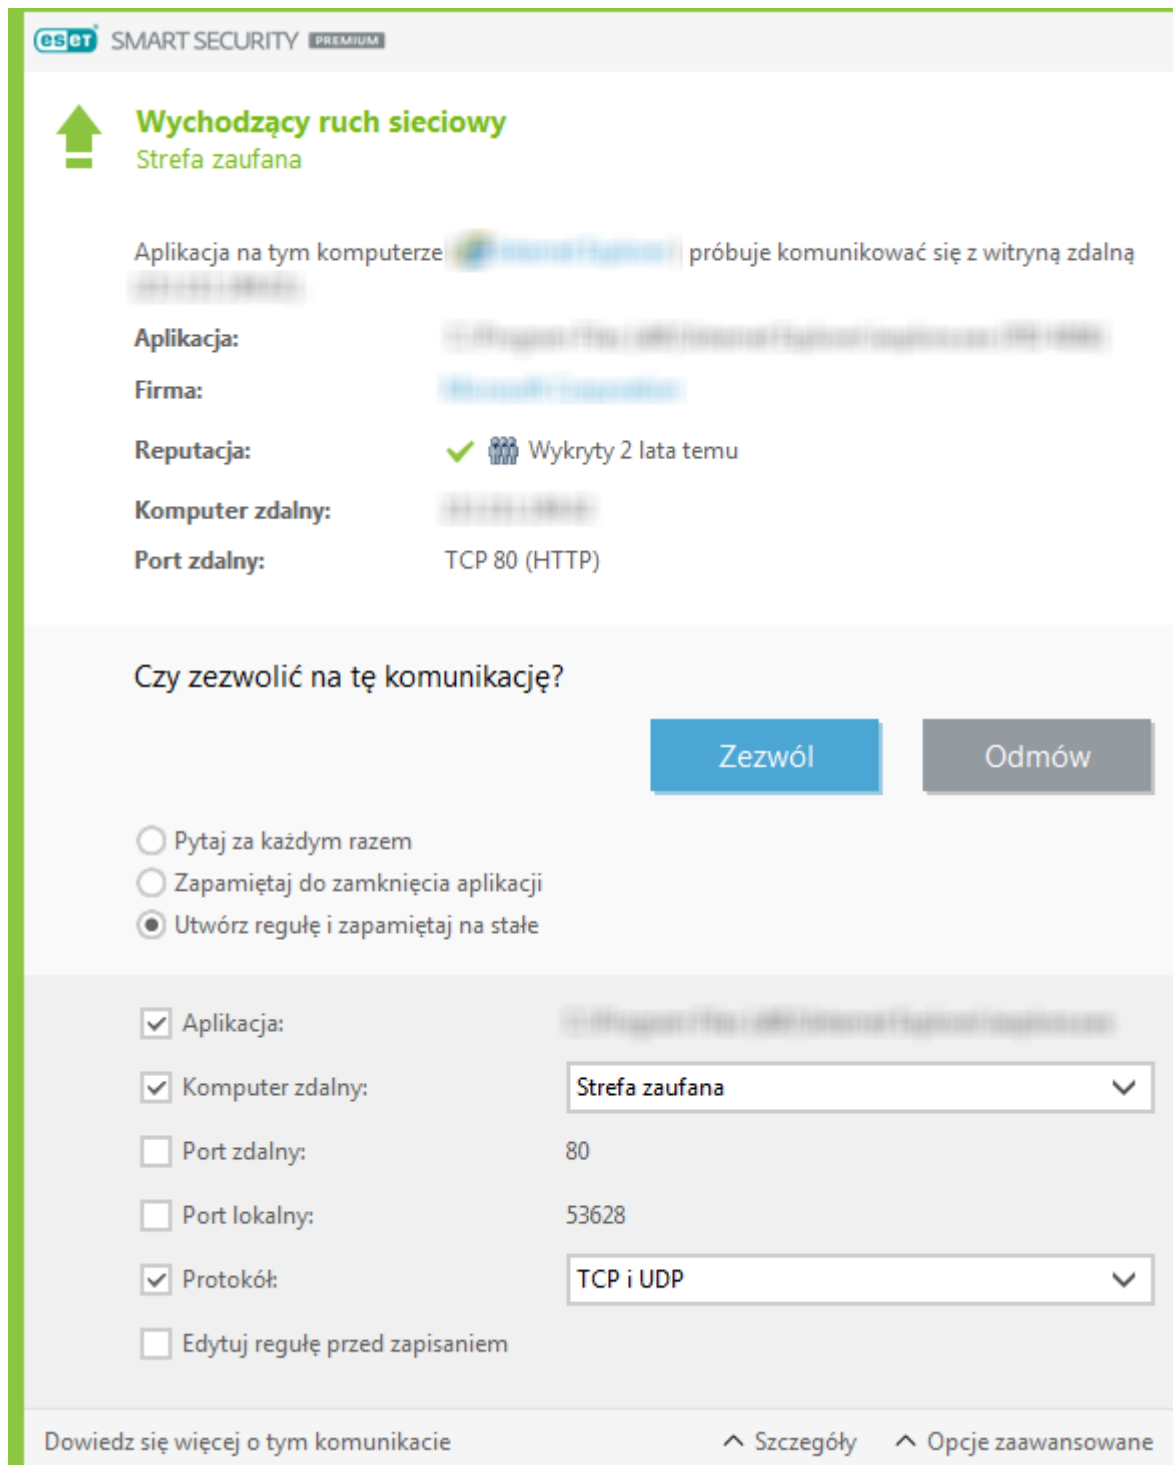 eset SMART SECURITY PREMIUM
Wychodzący ruch sieciowy
Strefa zaufana
Aplikacja na tym komputerze próbuje komunikować się z witryną zdalną
Aplikacja:
Firma:
Reputacja: Wykryty 2 lata temu
Komputer zdalny:
Port zdalny: TCP 80 (HTTP)
Czy zezwolić na tę komunikację?
Zezwól Odmów
Pytaj za każdym razem
Zapamiętaj do zamknięcia aplikacji
Utwórz regułę i zapamiętaj na stałe
Aplikacja:
Komputer zdalny: Strefa zaufana
Port zdalny: 80
Port lokalny: 53628
Protokół: TCP i UDP
Edytuj regułę przed zapisaniem
Dowiedz się więcej o tym komunikacie Szczegóły Opcje zaawansowane